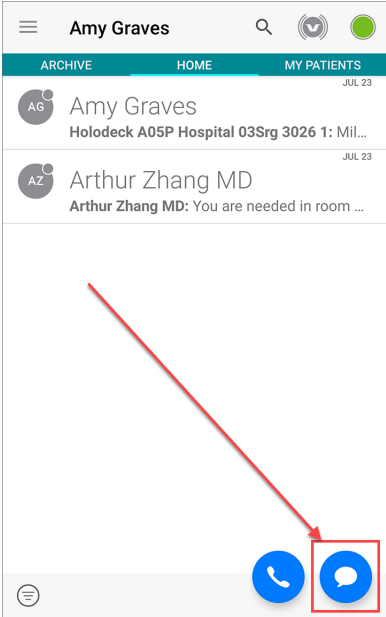 Amy Graves
ARCHIVE
HOME
MY PATIENTS
JUL 23
AG
Amy Graves
Holodeck A05P Hospital 03Srg 3026 1: Mil...
JUL 23
AZ
Arthur Zhang MD
Arthur Zhang MD: You are needed in room ...